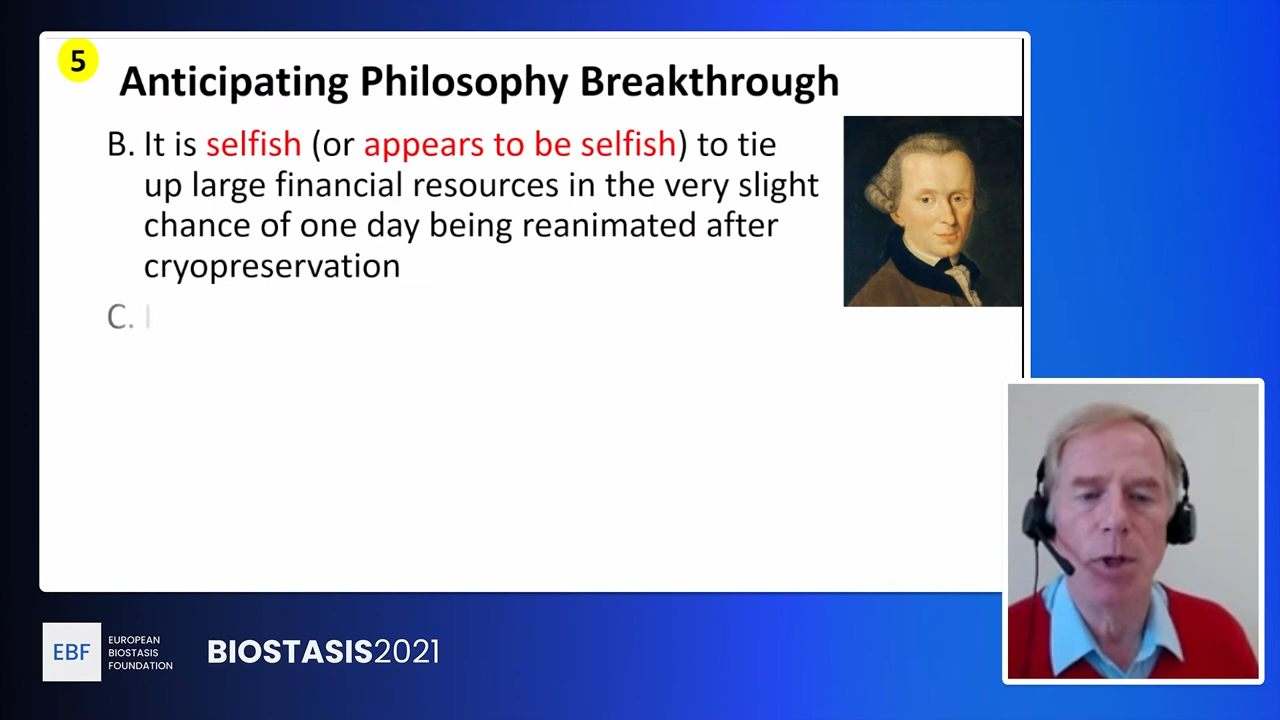 5
Anticipating Philosophy Breakthrough
B. It is selfish (or appears to be selfish) to tie
up large financial resources in the very slight
chance of one day being reanimated after
cryopreservation
C.
EBF
EUROPEAN
BIOSTASIS
FOUNDATION
BIOSTASIS2021